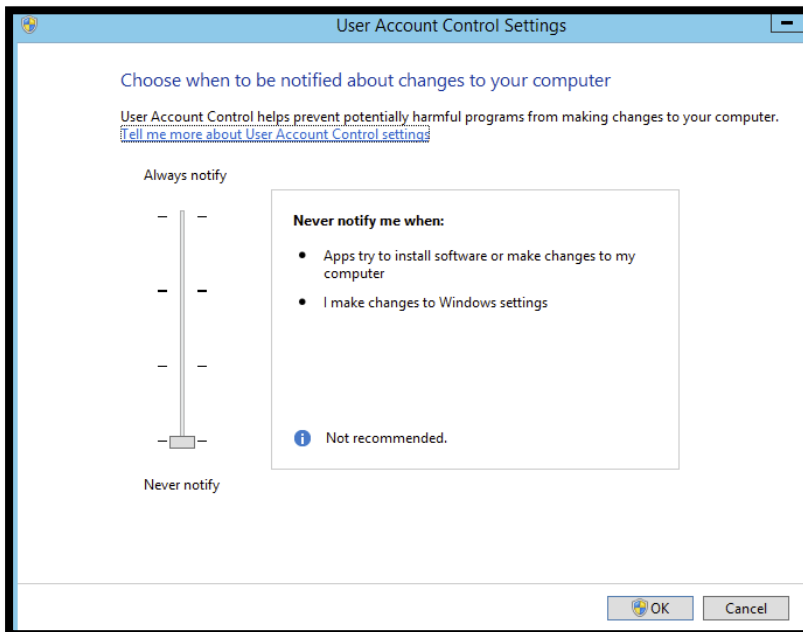 User Account Control Settings
Choose when to be notified about changes to your computer
User Account Control helps prevent potentially harmful programs from making changes to your computer.
Tell me more about User Account Control settings
Always notify
Never notify me when:
Apps try to install software or make changes to my
computer
I make changes to Windows settings
Not recommended.
Never notify
OK
Cancel